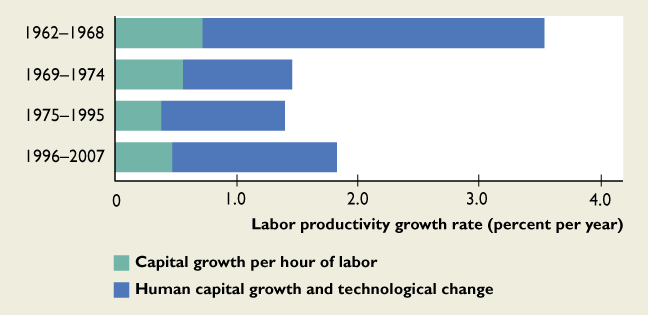 1962–1968
1969–1974
1975–1995
1996–2007
0 1.0 2.0 3.0 4.0
Labor productivity growth rate (percent per year)
Capital growth per hour of labor
Human capital growth and technological change